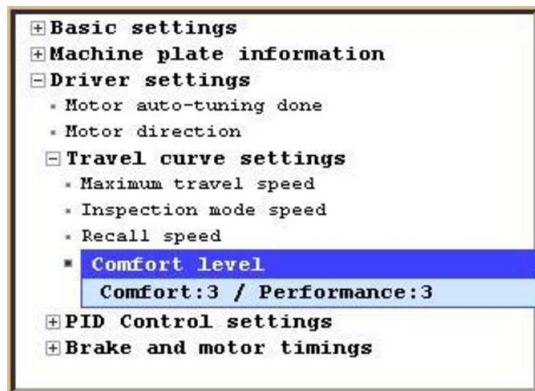 Basic settings
Machine plate information
Driver settings
Motor auto-tuning done
Motor direction
Travel curve settings
Maximum travel speed
Inspection mode speed
Recall speed
Comfort level
Comfort:3 / Performance:3
PID Control settings
Brake and motor timings